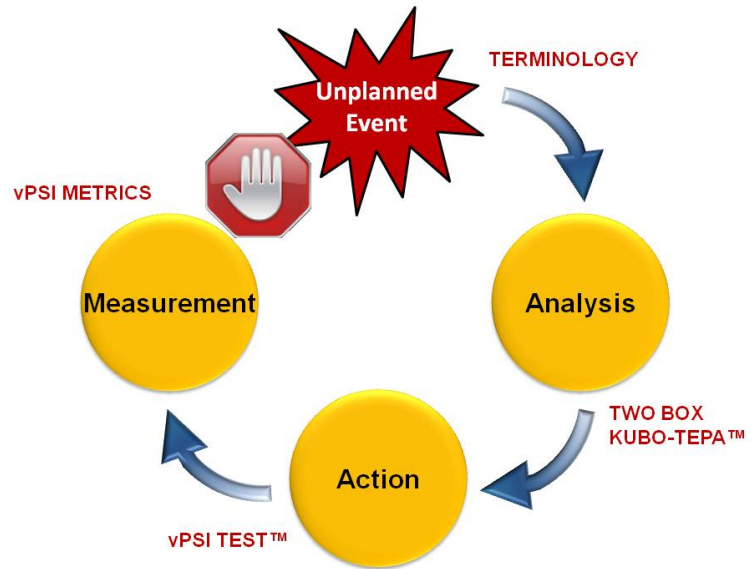 TERMINOLOGY
Unplanned
Event
vPSI METRICS
Measurement
Analysis
TWO BOX
KUBO-TEPA™
Action
vPSI TEST™